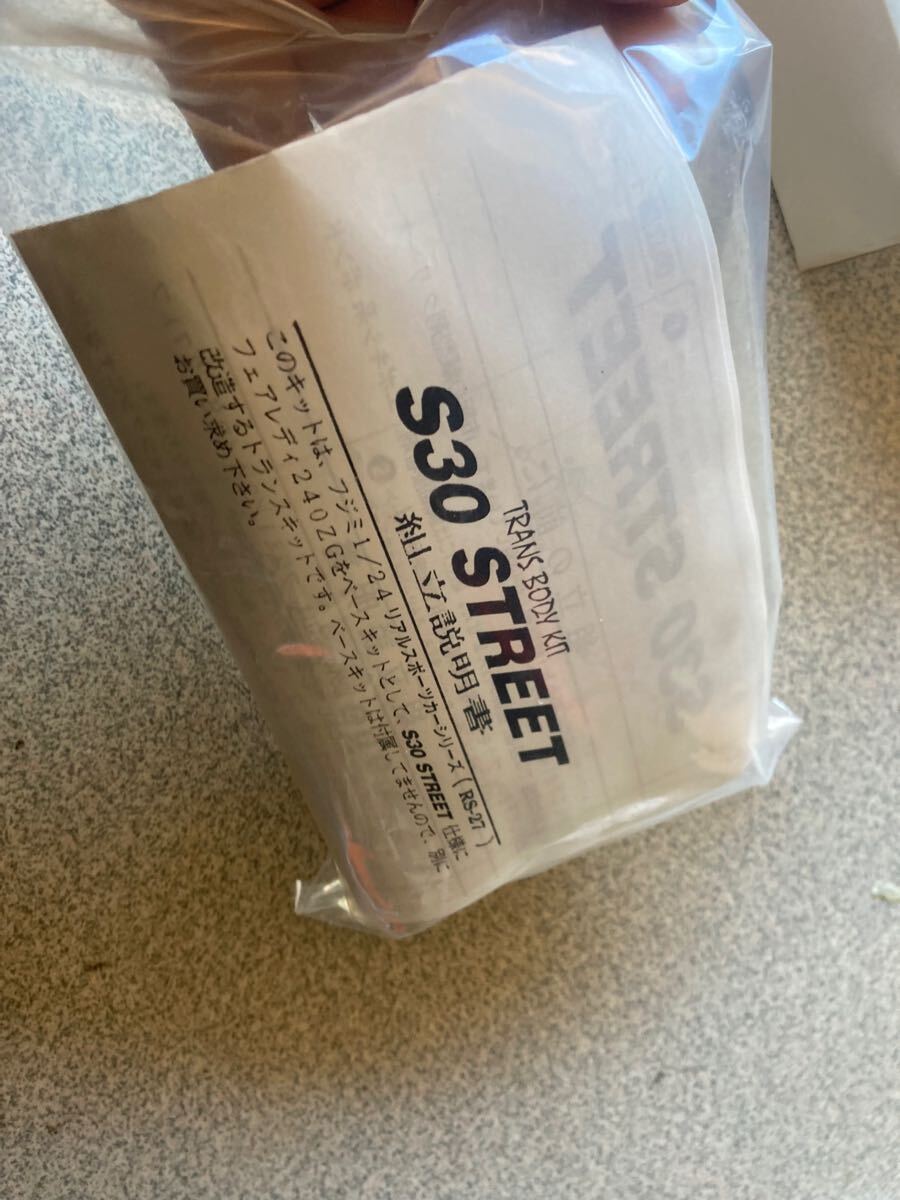 TRANS BODY KIT
S30 STREET
組立説明書
このキットは、フジミ1/24リアルスポーツカーシリーズ(RS-27)
フェアレディ240ZGをベースキットとして、S30 STREET仕様に
改造するトランスキットです。ベースキットは付属してませんので、別に
お買い求め下さい。